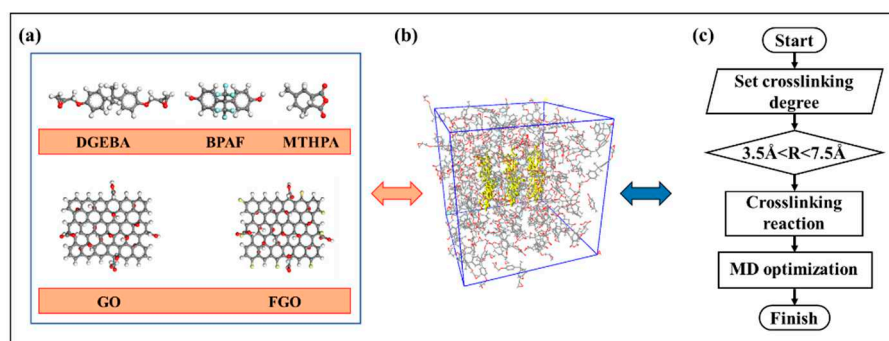 (a)
DGEBA BPAF MTHPA
GO FGO
(b)
(c)
Start
Set crosslinking
degree
3.5Å<R<7.5Å
Crosslinking
reaction
MD optimization
Finish